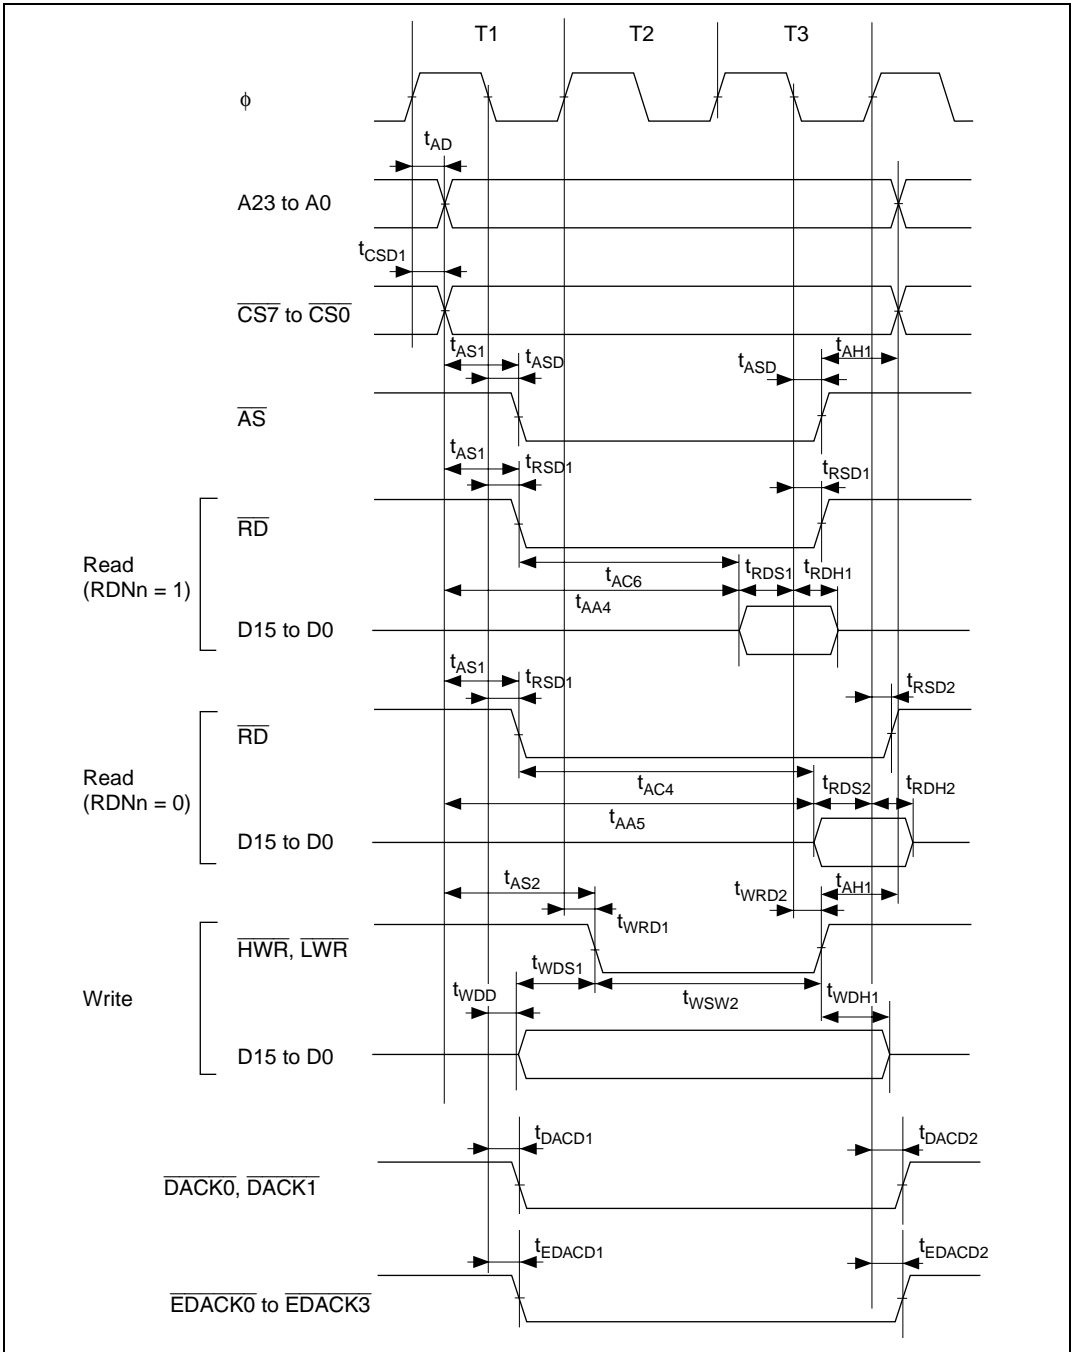 T1 T2 T3
ϕ
tAD
A23 to A0
tCSD1
CS7 to CS0
tAS1 tASD tASD tAH1
AS
tAS1 tRSD1 tRSD1
RD
Read
(RDNn = 1)
tAC6 tRDS1 tRDH1
tAA4
D15 to D0
tAS1 tRSD1 tRSD2
RD
Read
(RDNn = 0)
tAC4 tRDS2 tRDH2
tAA5
D15 to D0
tAS2 tWRD2 tAH1
tWRD1
HWR, LWR
Write
tWDD tWDS1 tWSW2 tWDH1
D15 to D0
tDACD1 tDACD2
DACK0, DACK1
tEDACD1 tEDACD2
EDACK0 to EDACK3